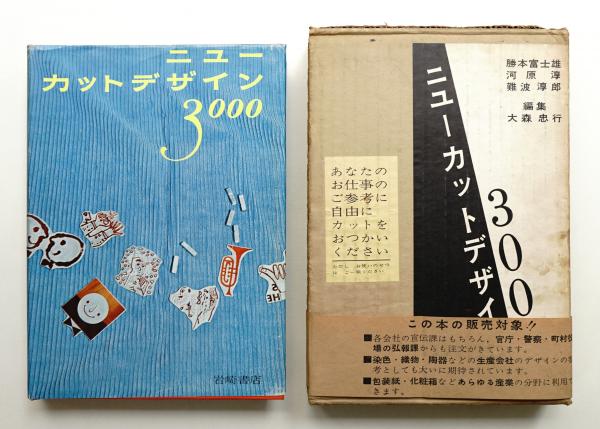 ニュー
カットデザイン
3000
岩崎書店
勝本富士雄
河原淳
難波淳郎
編集
大森忠行
ニューカットデザイ
300
あなたの
お仕事の
ご参考に
自由に
カットを
おつかい
ください
この本の販売対象!!
■各会社の宣伝課はもちろん、官庁・警察・町村役
場の弘報課からも注文がきています。
■染色・織物・陶器などの生産会社のデザインの参
考としても大いに期待されています。
■包装紙・化粧箱などあらゆる産業の分野に利用で
きます。